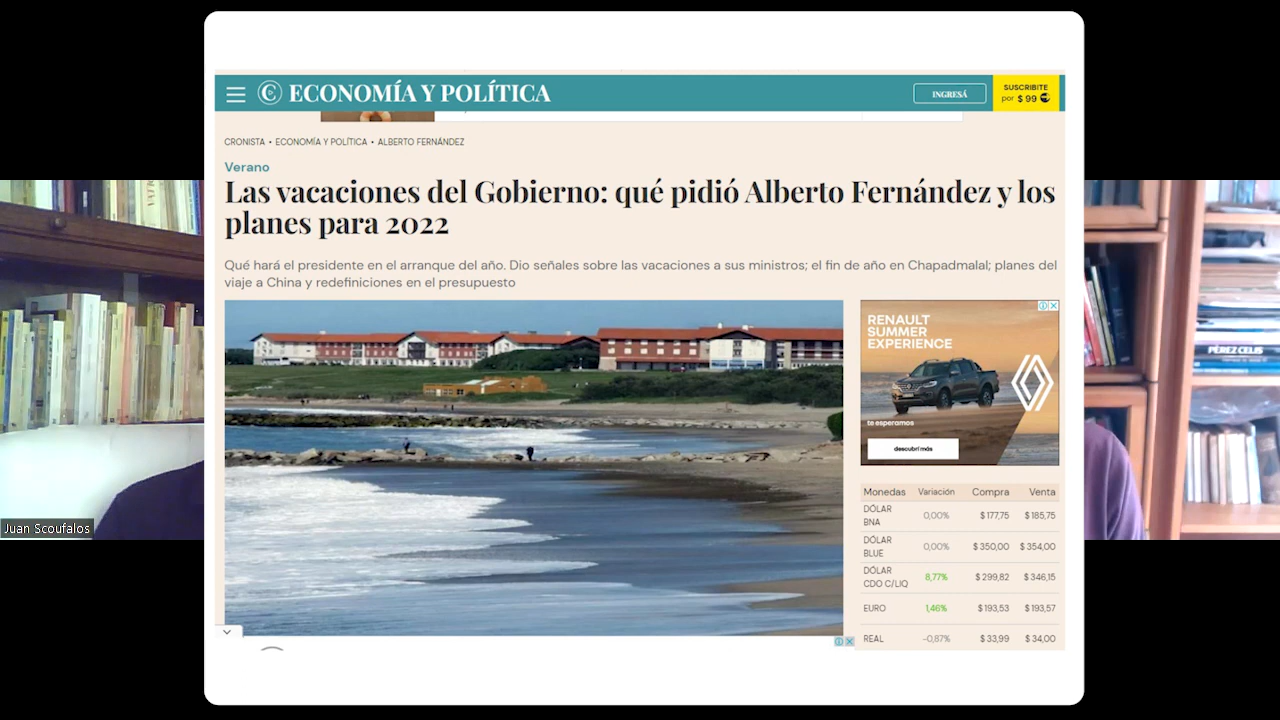 ECONOMÍA Y POLÍTICA
INGRESÁ
SUSCRIBITE
por $ 99
CRONISTA • ECONOMÍA Y POLÍTICA • ALBERTO FERNÁNDEZ
Verano
Las vacaciones del Gobierno: qué pidió Alberto Fernández y los
planes para 2022
Qué hará el presidente en el arranque del año. Dio señales sobre las vacaciones a sus ministros; el fin de año en Chapadmalal; planes del
viaje a China y redefiniciones en el presupuesto
RENAULT
SUMMER
EXPERIENCE
te esperamos
descubrí más
Monedas Variación Compra Venta
DÓLAR
BNA 0,00% $ 177,75 $ 185,75
DÓLAR
BLUE 0,00% $ 350,00 $ 354,00
DÓLAR
CDO C/LIQ 8,77% $ 299,82 $ 346,15
EURO 1,46% $ 193,53 $ 193,57
REAL -0,87% $ 33,99 $ 34,00
Juan Scoufalos
PÉREZ CELIS